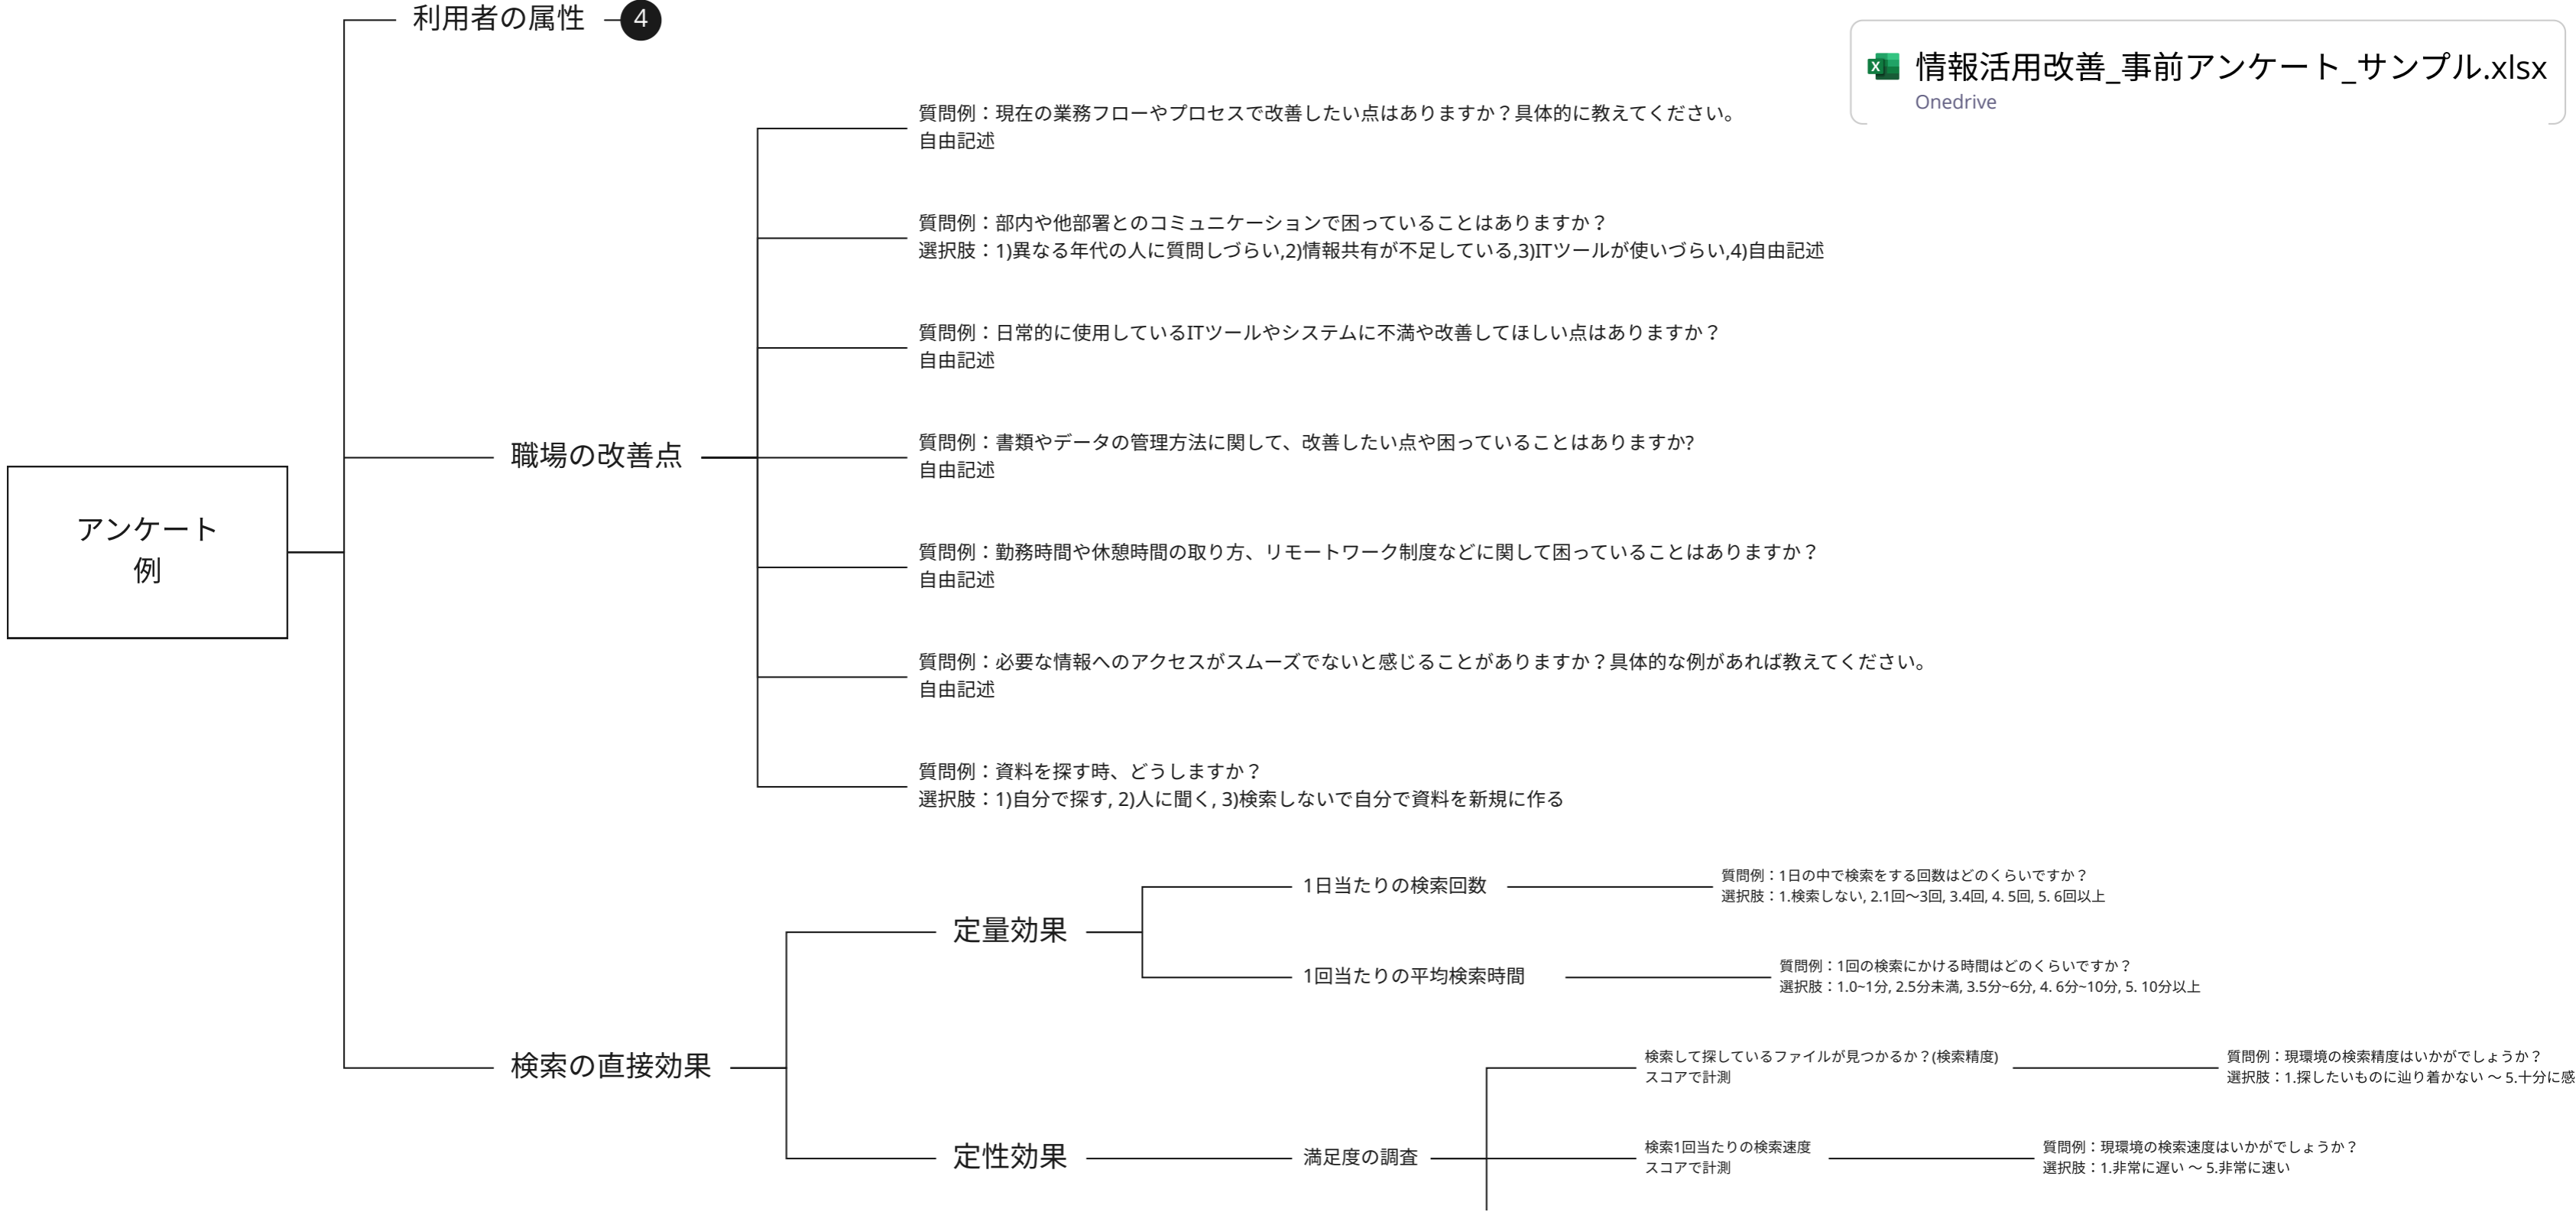 利用者の属性
4
情報活用改善_事前アンケート_サンプル.xlsx
Onedrive
質問例：現在の業務フローやプロセスで改善したい点はありますか？具体的に教えてください。
自由記述
質問例：部内や他部署とのコミュニケーションで困っていることはありますか？
選択肢：1)異なる年代の人に質問しづらい,2)情報共有が不足している,3)ITツールが使いづらい,4)自由記述
質問例：日常的に使用しているITツールやシステムに不満や改善してほしい点はありますか？
自由記述
職場の改善点
質問例：書類やデータの管理方法に関して、改善したい点や困っていることはありますか?
自由記述
アンケート
例
質問例：勤務時間や休憩時間の取り方、リモートワーク制度などに関して困っていることはありますか？
自由記述
質問例：必要な情報へのアクセスがスムーズでないと感じることがありますか？具体的な例があれば教えてください。
自由記述
質問例：資料を探す時、どうしますか？
選択肢：1)自分で探す, 2)人に聞く, 3)検索しないで自分で資料を新規に作る
検索の直接効果
定量効果
1日当たりの検索回数
質問例：1日の中で検索をする回数はどのくらいですか？
選択肢：1.検索しない, 2.1回〜3回, 3.4回, 4. 5回, 5. 6回以上
1回当たりの平均検索時間
質問例：1回の検索にかける時間はどのくらいですか？
選択肢：1.0~1分, 2.5分未満, 3.5分~6分, 4. 6分~10分, 5. 10分以上
定性効果
満足度の調査
検索して探しているファイルが見つかるか？(検索精度)
スコアで計測
質問例：現環境の検索精度はいかがでしょうか？
選択肢：1.探したいものに辿り着かない 〜 5.十分に感
検索1回当たりの検索速度
スコアで計測
質問例：現環境の検索速度はいかがでしょうか？
選択肢：1.非常に遅い 〜 5.非常に速い